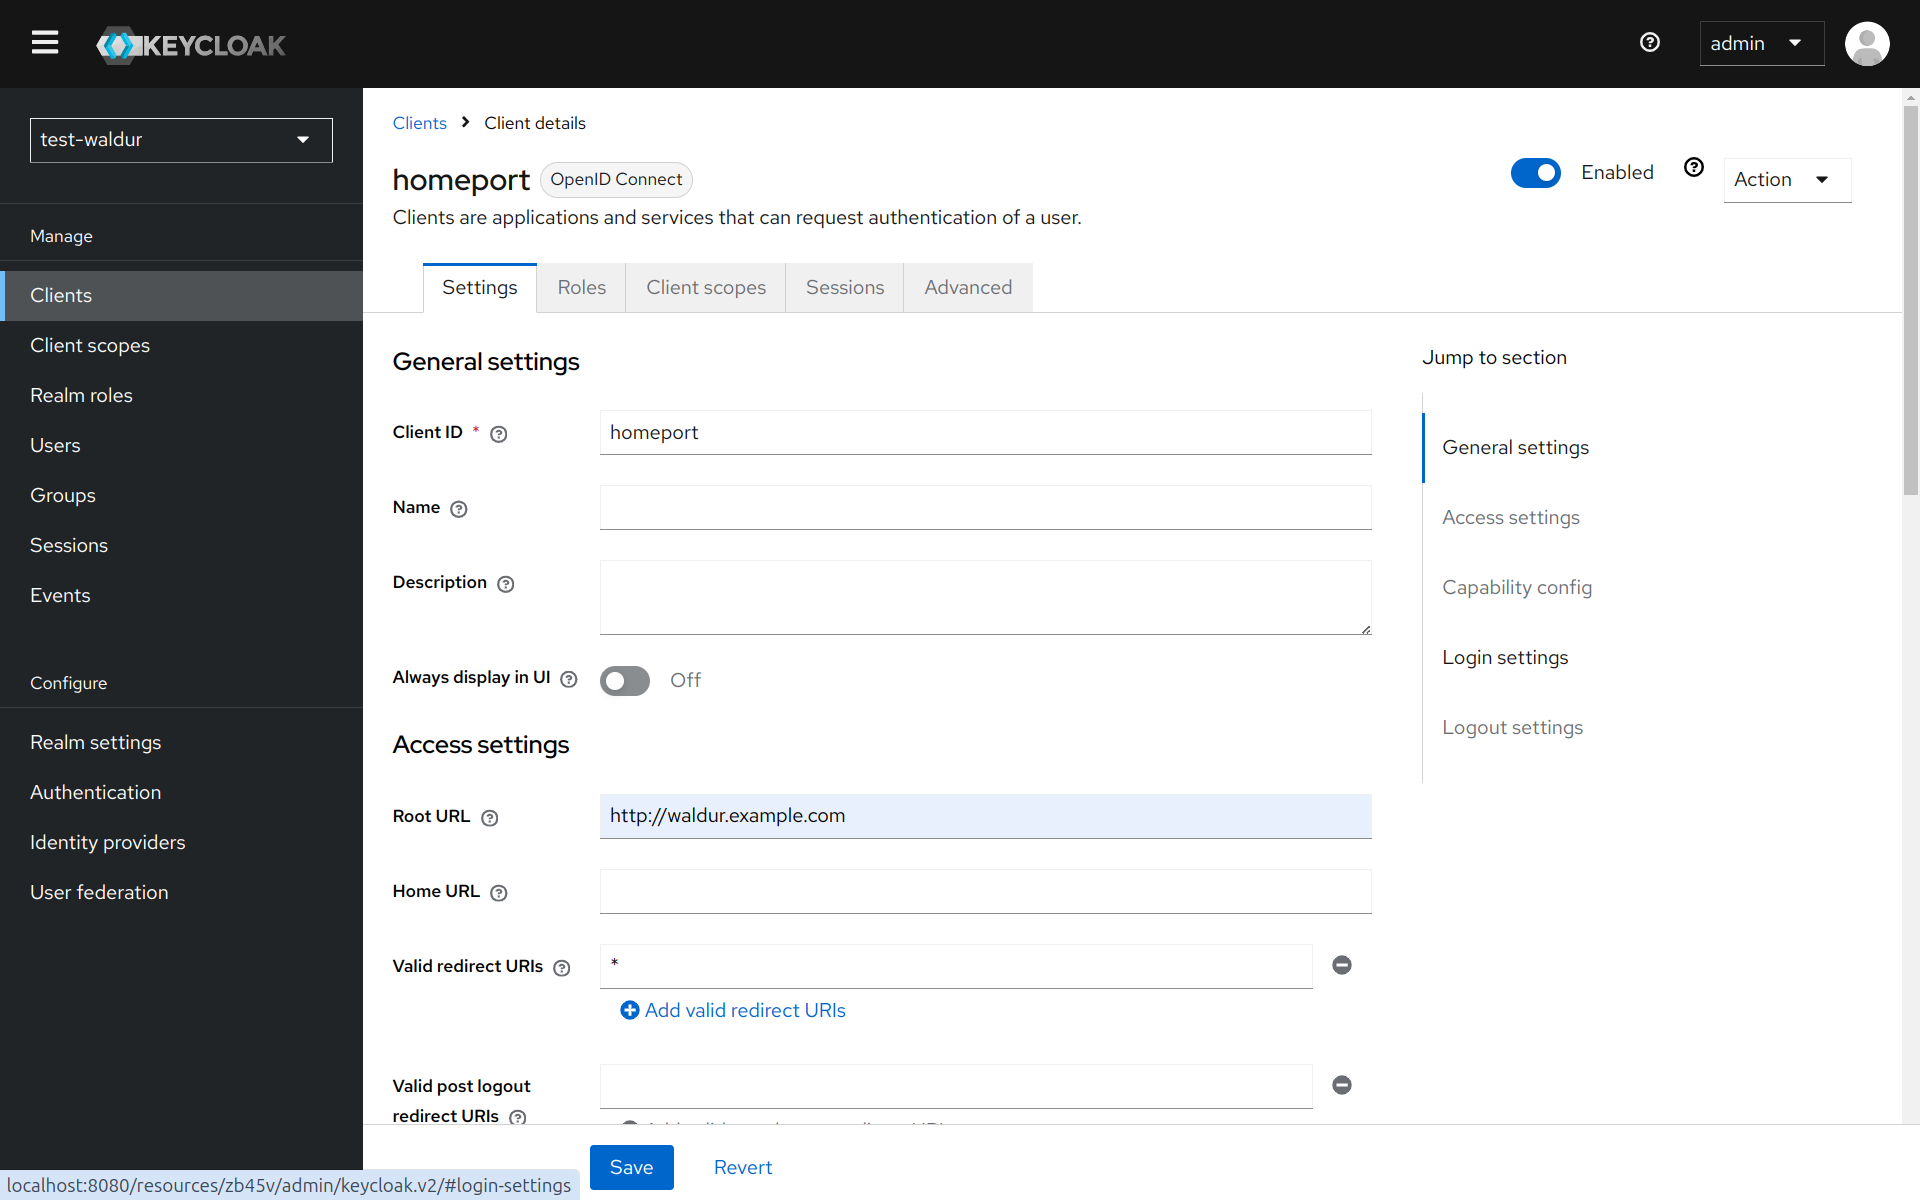 KEYCLOAK
admin
test-waldur
Manage
Clients
Client scopes
Realm roles
Users
Groups
Sessions
Events
Configure
Realm settings
Authentication
Identity providers
User federation
Clients
Client details
homeport
OpenID Connect
Enabled
Action
Clients are applications and services that can request authentication of a user.
Settings
Roles
Client scopes
Sessions
Advanced
General settings
Client ID *
homeport
Name
Description
Always display in UI
Off
Access settings
Root URL
http://waldur.example.com
Home URL
Valid redirect URIs
*
Add valid redirect URIs
Valid post logout
redirect URIs
Jump to section
General settings
Access settings
Capability config
Login settings
Logout settings
Save
Revert
localhost:8080/resources/zb45v/admin/keycloak.v2/#login-settings